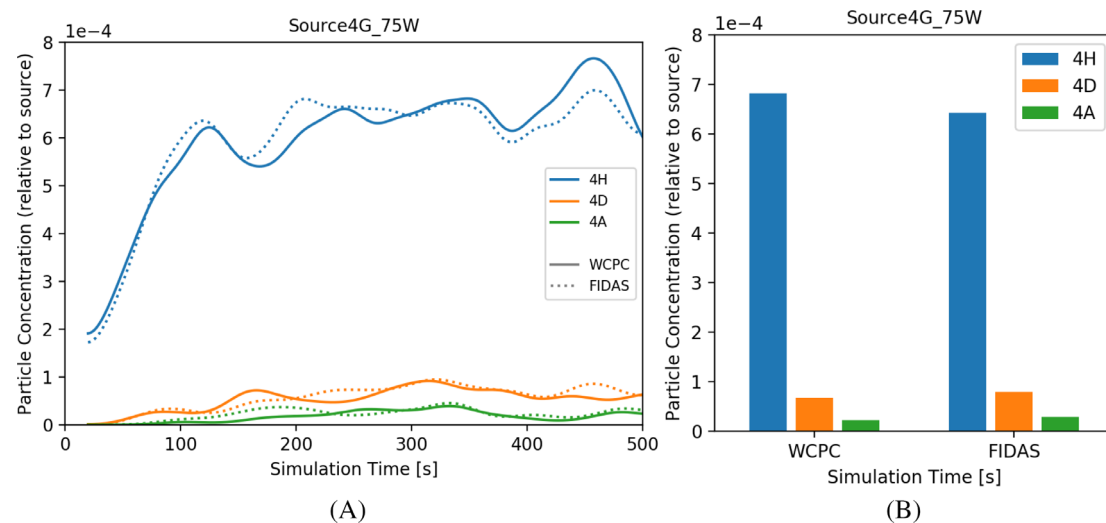 Source4G_75W
1e−4
Particle Concentration (relative to source)
8
7
6
5
4
3
2
1
0
0 100 200 300 400 500
Simulation Time [s]
4H
4D
4A
WCPC
FIDAS
(A)
Source4G_75W
1e−4
Particle Concentration (relative to source)
8
7
6
5
4
3
2
1
0
4H
4D
4A
WCPC FIDAS
Simulation Time [s]
(B)